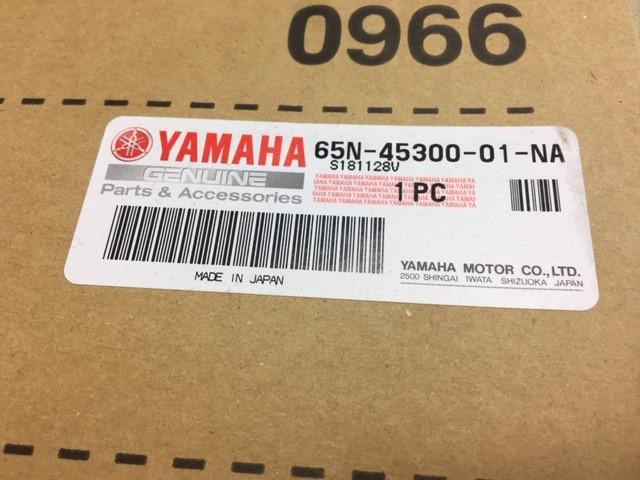 0966
YAMAHA 65N-45300-01-NA
S181128V
GENUINE
Parts & Accessories
1 PC
MADE IN JAPAN
YAMAHA MOTOR CO., LTD.
2500 SHINGAI IWATA SHIZUOKA JAPAN